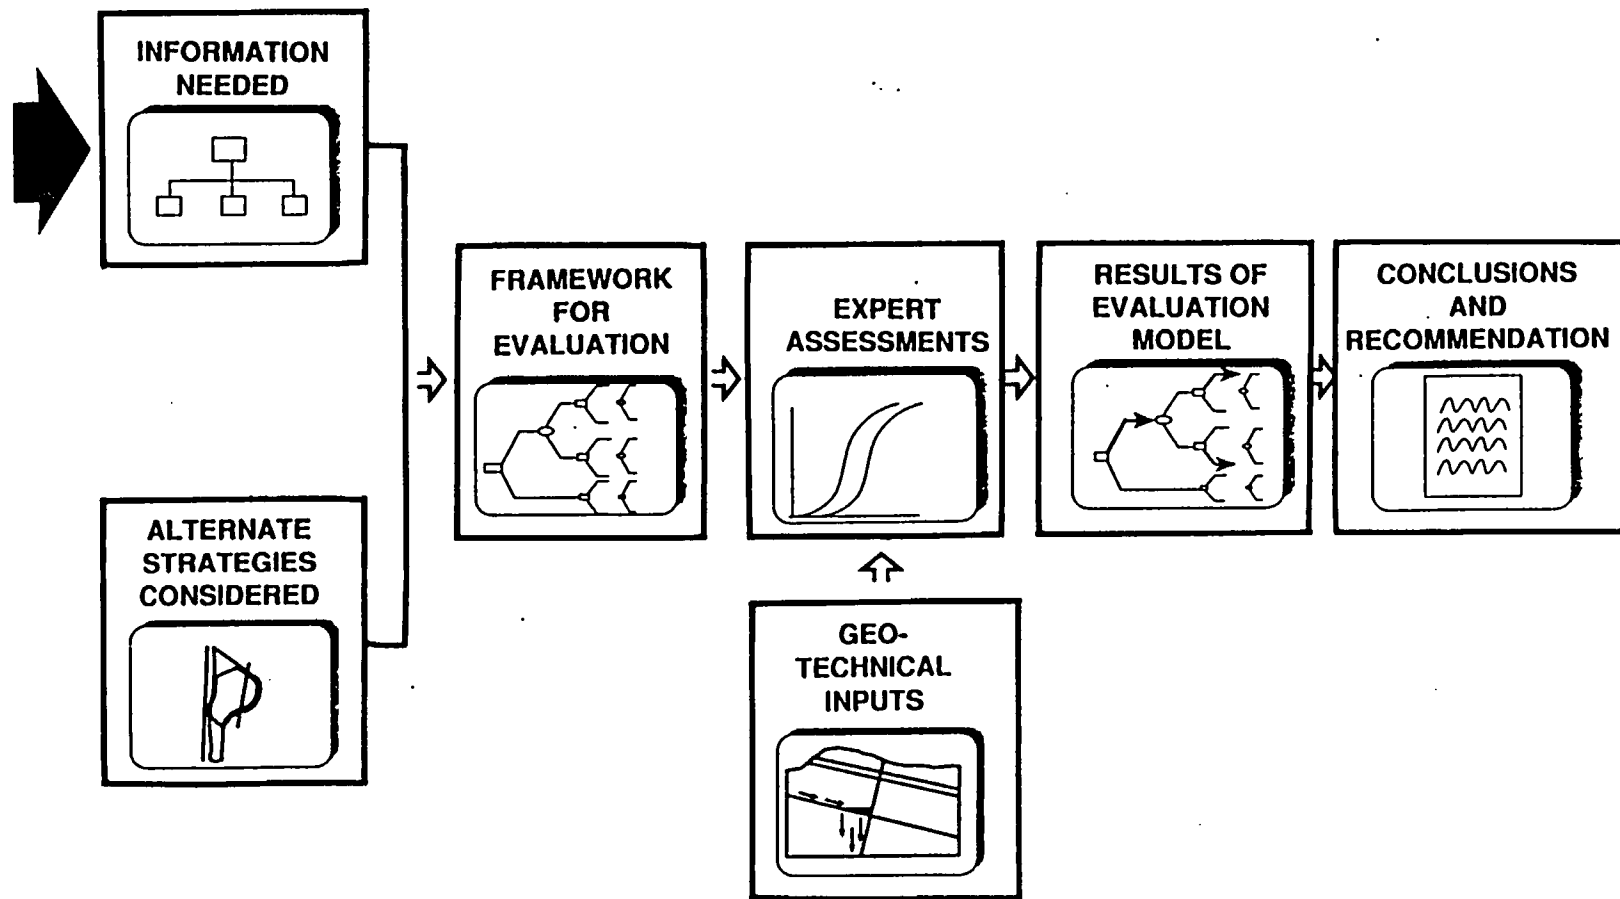 INFORMATION
NEEDED
ALTERNATE
STRATEGIES
CONSIDERED
FRAMEWORK
FOR
EVALUATION
EXPERT
ASSESSMENTS
GEO-
TECHNICAL
INPUTS
RESULTS OF
EVALUATION
MODEL
CONCLUSIONS
AND
RECOMMENDATION